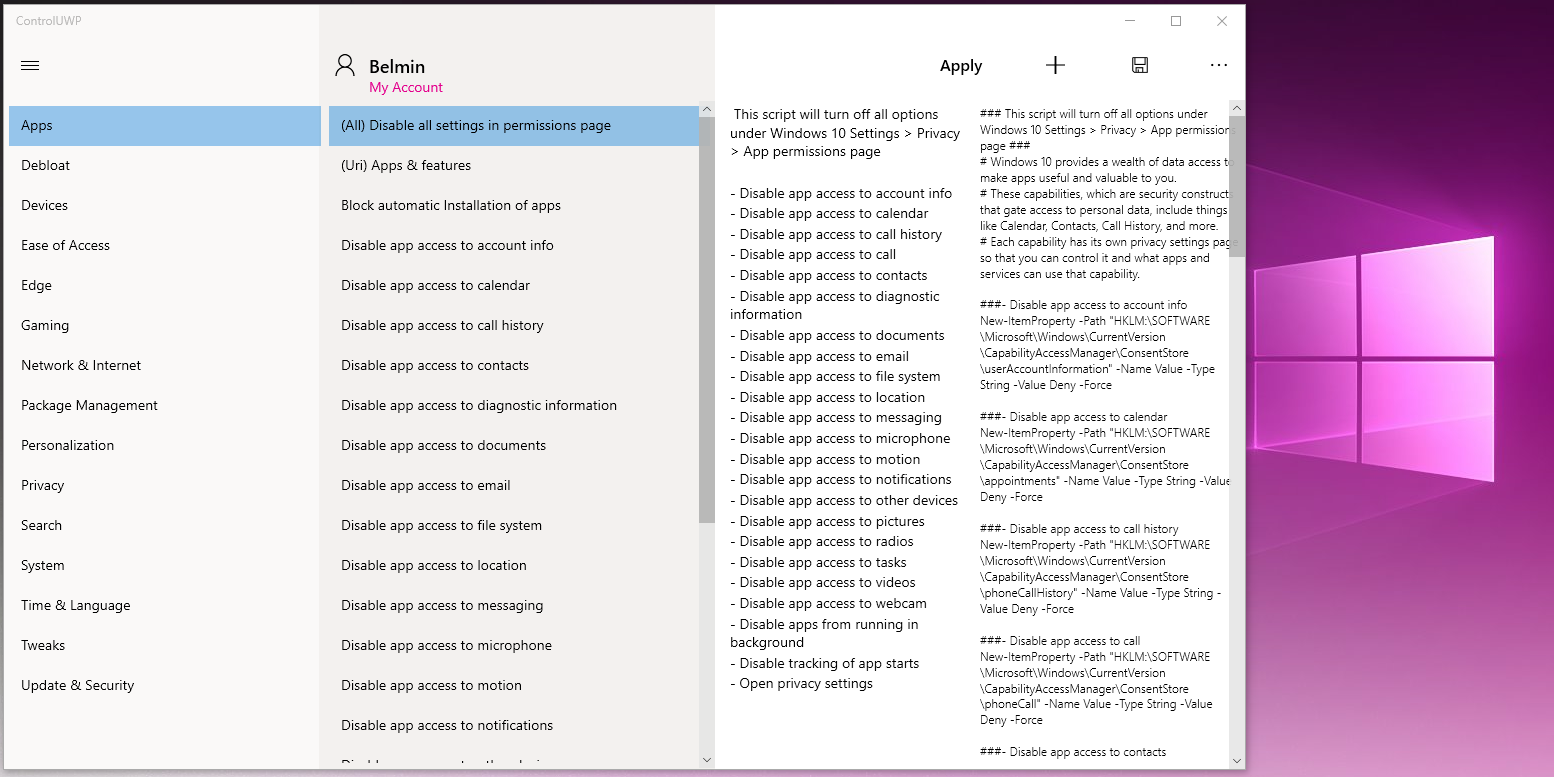 ControlUWP
Belmin
My Account
Apply
Apps
Debloat
Devices
Ease of Access
Edge
Gaming
Network & Internet
Package Management
Personalization
Privacy
Search
System
Time & Language
Tweaks
Update & Security
(All) Disable all settings in permissions page
(Uri) Apps & features
Block automatic Installation of apps
Disable app access to account info
Disable app access to calendar
Disable app access to call history
Disable app access to contacts
Disable app access to diagnostic information
Disable app access to documents
Disable app access to email
Disable app access to file system
Disable app access to location
Disable app access to messaging
Disable app access to microphone
Disable app access to motion
Disable app access to notifications
This script will turn off all options
under Windows 10 Settings > Privacy
> App permissions page
- Disable app access to account info
- Disable app access to calendar
- Disable app access to call history
- Disable app access to call
- Disable app access to contacts
- Disable app access to diagnostic
information
- Disable app access to documents
- Disable app access to email
- Disable app access to file system
- Disable app access to location
- Disable app access to messaging
- Disable app access to microphone
- Disable app access to motion
- Disable app access to notifications
- Disable app access to other devices
- Disable app access to pictures
- Disable app access to radios
- Disable app access to tasks
- Disable app access to videos
- Disable app access to webcam
- Disable apps from running in
background
- Disable tracking of app starts
- Open privacy settings
### This script will turn off all options under
Windows 10 Settings > Privacy > App permissions
page ###
# Windows 10 provides a wealth of data access to
make apps useful and valuable to you.
# These capabilities, which are security constructs
that gate access to personal data, include things
like Calendar, Contacts, Call History, and more.
# Each capability has its own privacy settings page
so that you can control it and what apps and
services can use that capability.
###- Disable app access to account info
New-ItemProperty -Path "HKLM:\SOFTWARE
\Microsoft\Windows\CurrentVersion
\CapabilityAccessManager\ConsentStore
\userAccountInformation" -Name Value -Type
String -Value Deny -Force
###- Disable app access to calendar
New-ItemProperty -Path "HKLM:\SOFTWARE
\Microsoft\Windows\CurrentVersion
\CapabilityAccessManager\ConsentStore
\appointments" -Name Value -Type String -Value
Deny -Force
###- Disable app access to call history
New-ItemProperty -Path "HKLM:\SOFTWARE
\Microsoft\Windows\CurrentVersion
\CapabilityAccessManager\ConsentStore
\phoneCallHistory" -Name Value -Type String -
Value Deny -Force
###- Disable app access to call
New-ItemProperty -Path "HKLM:\SOFTWARE
\Microsoft\Windows\CurrentVersion
\CapabilityAccessManager\ConsentStore
\phoneCall" -Name Value -Type String -Value
Deny -Force
###- Disable app access to contacts